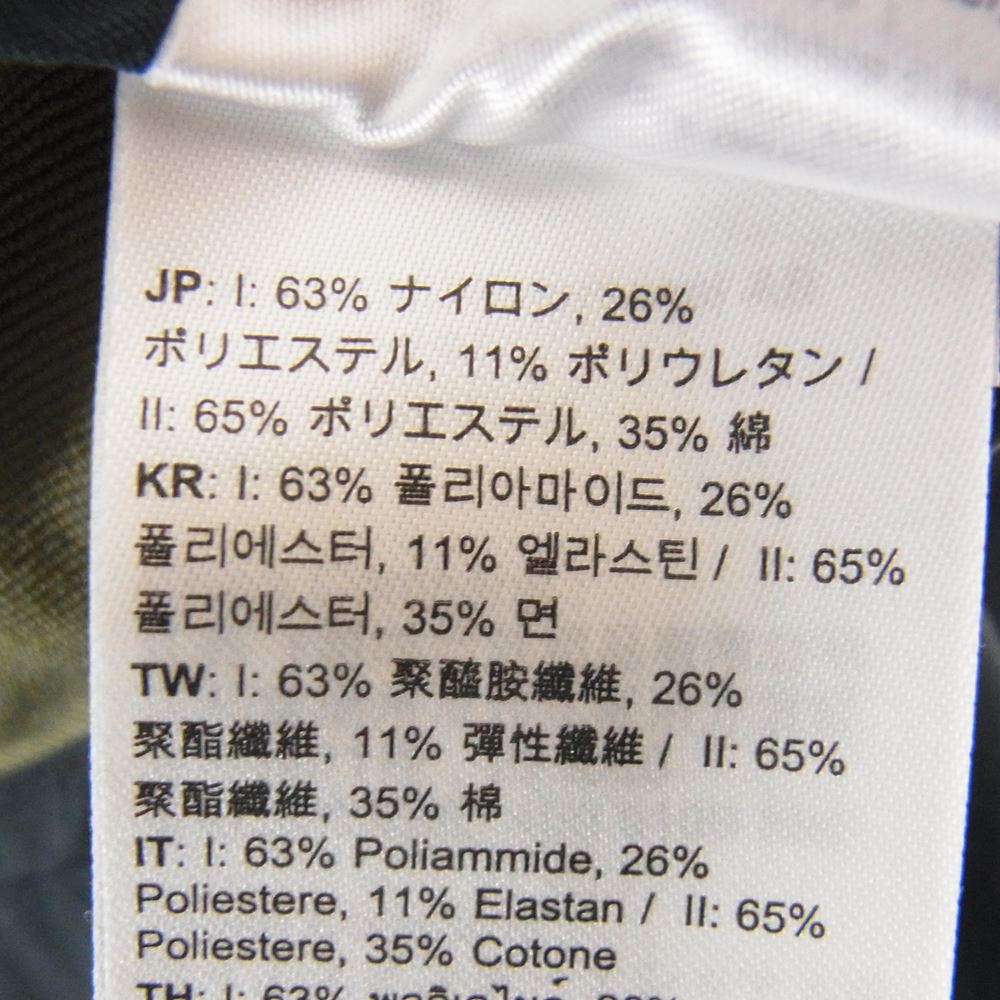 JP: I: 63% ナイロン, 26%
ポリエステル, 11% ポリウレタン /
II: 65% ポリエステル, 35% 綿
KR: I: 63% 폴리아마이드, 26%
폴리에스터, 11% 엘라스틴 / II: 65%
폴리에스터, 35% 면
TW: I: 63% 聚醯胺纖維, 26%
聚酯纖維, 11% 彈性纖維 / II: 65%
聚酯纖維, 35% 棉
IT: I: 63% Poliammide, 26%
Poliestere, 11% Elastan / II: 65%
Poliestere, 35% Cotone
TH: I: 63%